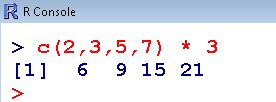 R Console
> c(2,3,5,7) * 3
[1]  6  9 15 21
>